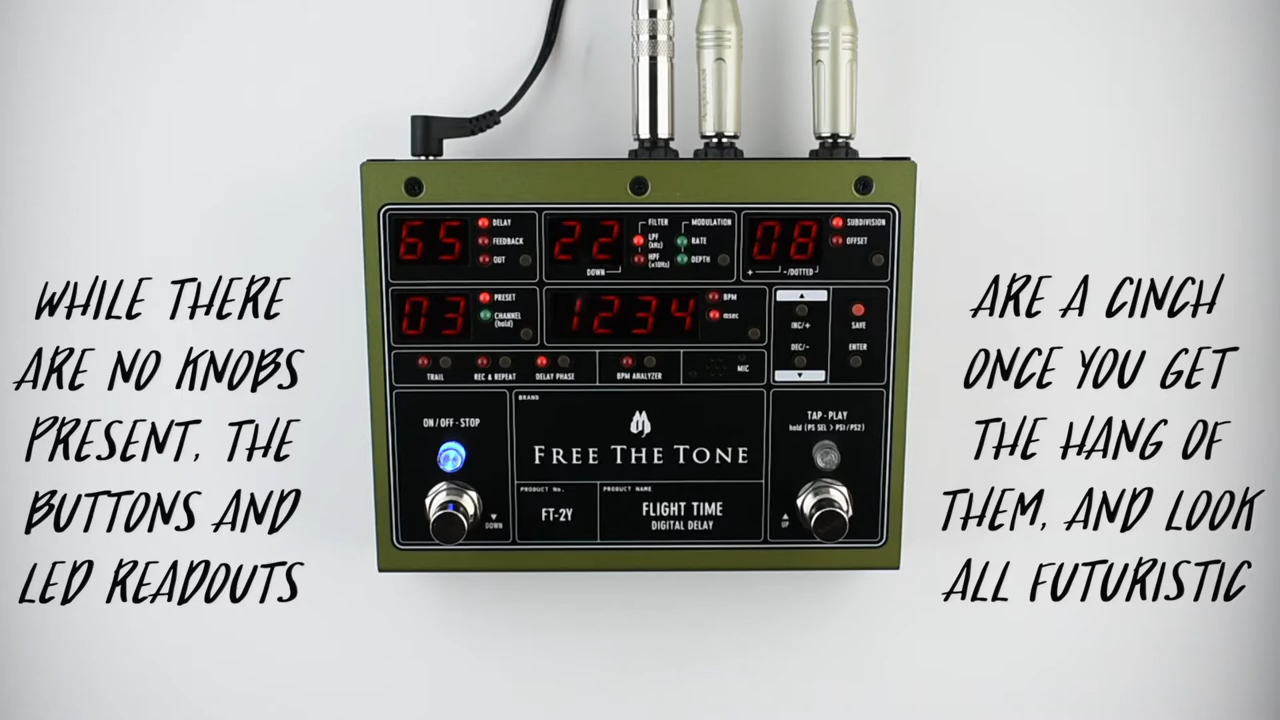 WHILE THERE
ARE NO KNOBS
PRESENT, THE
BUTTONS AND
LED READOUTS
ARE A CINCH
ONCE YOU GET
THE HANG OF
THEM, AND LOOK
ALL FUTURISTIC
65
DELAY
FEEDBACK
OUT
22
DOWN
FILTER
LPF
(kHz)
HPF
(x10Hz)
MODULATION
RATE
DEPTH
08
+ -/DOTTED
SUBDIVISION
OFFSET
03
PRESET
CHANNEL
(hold)
1234
BPM
msec
▲
INC/+
DEC/-
▼
SAVE
ENTER
TRAIL
REC & REPEAT
DELAY PHASE
BPM ANALYZER
MIC
ON / OFF - STOP
▼
DOWN
BRAND
FREE THE TONE
PRODUCT No.
FT-2Y
PRODUCT NAME
FLIGHT TIME
DIGITAL DELAY
TAP - PLAY
hold (PS SEL > PS1/PS2)
▲
UP